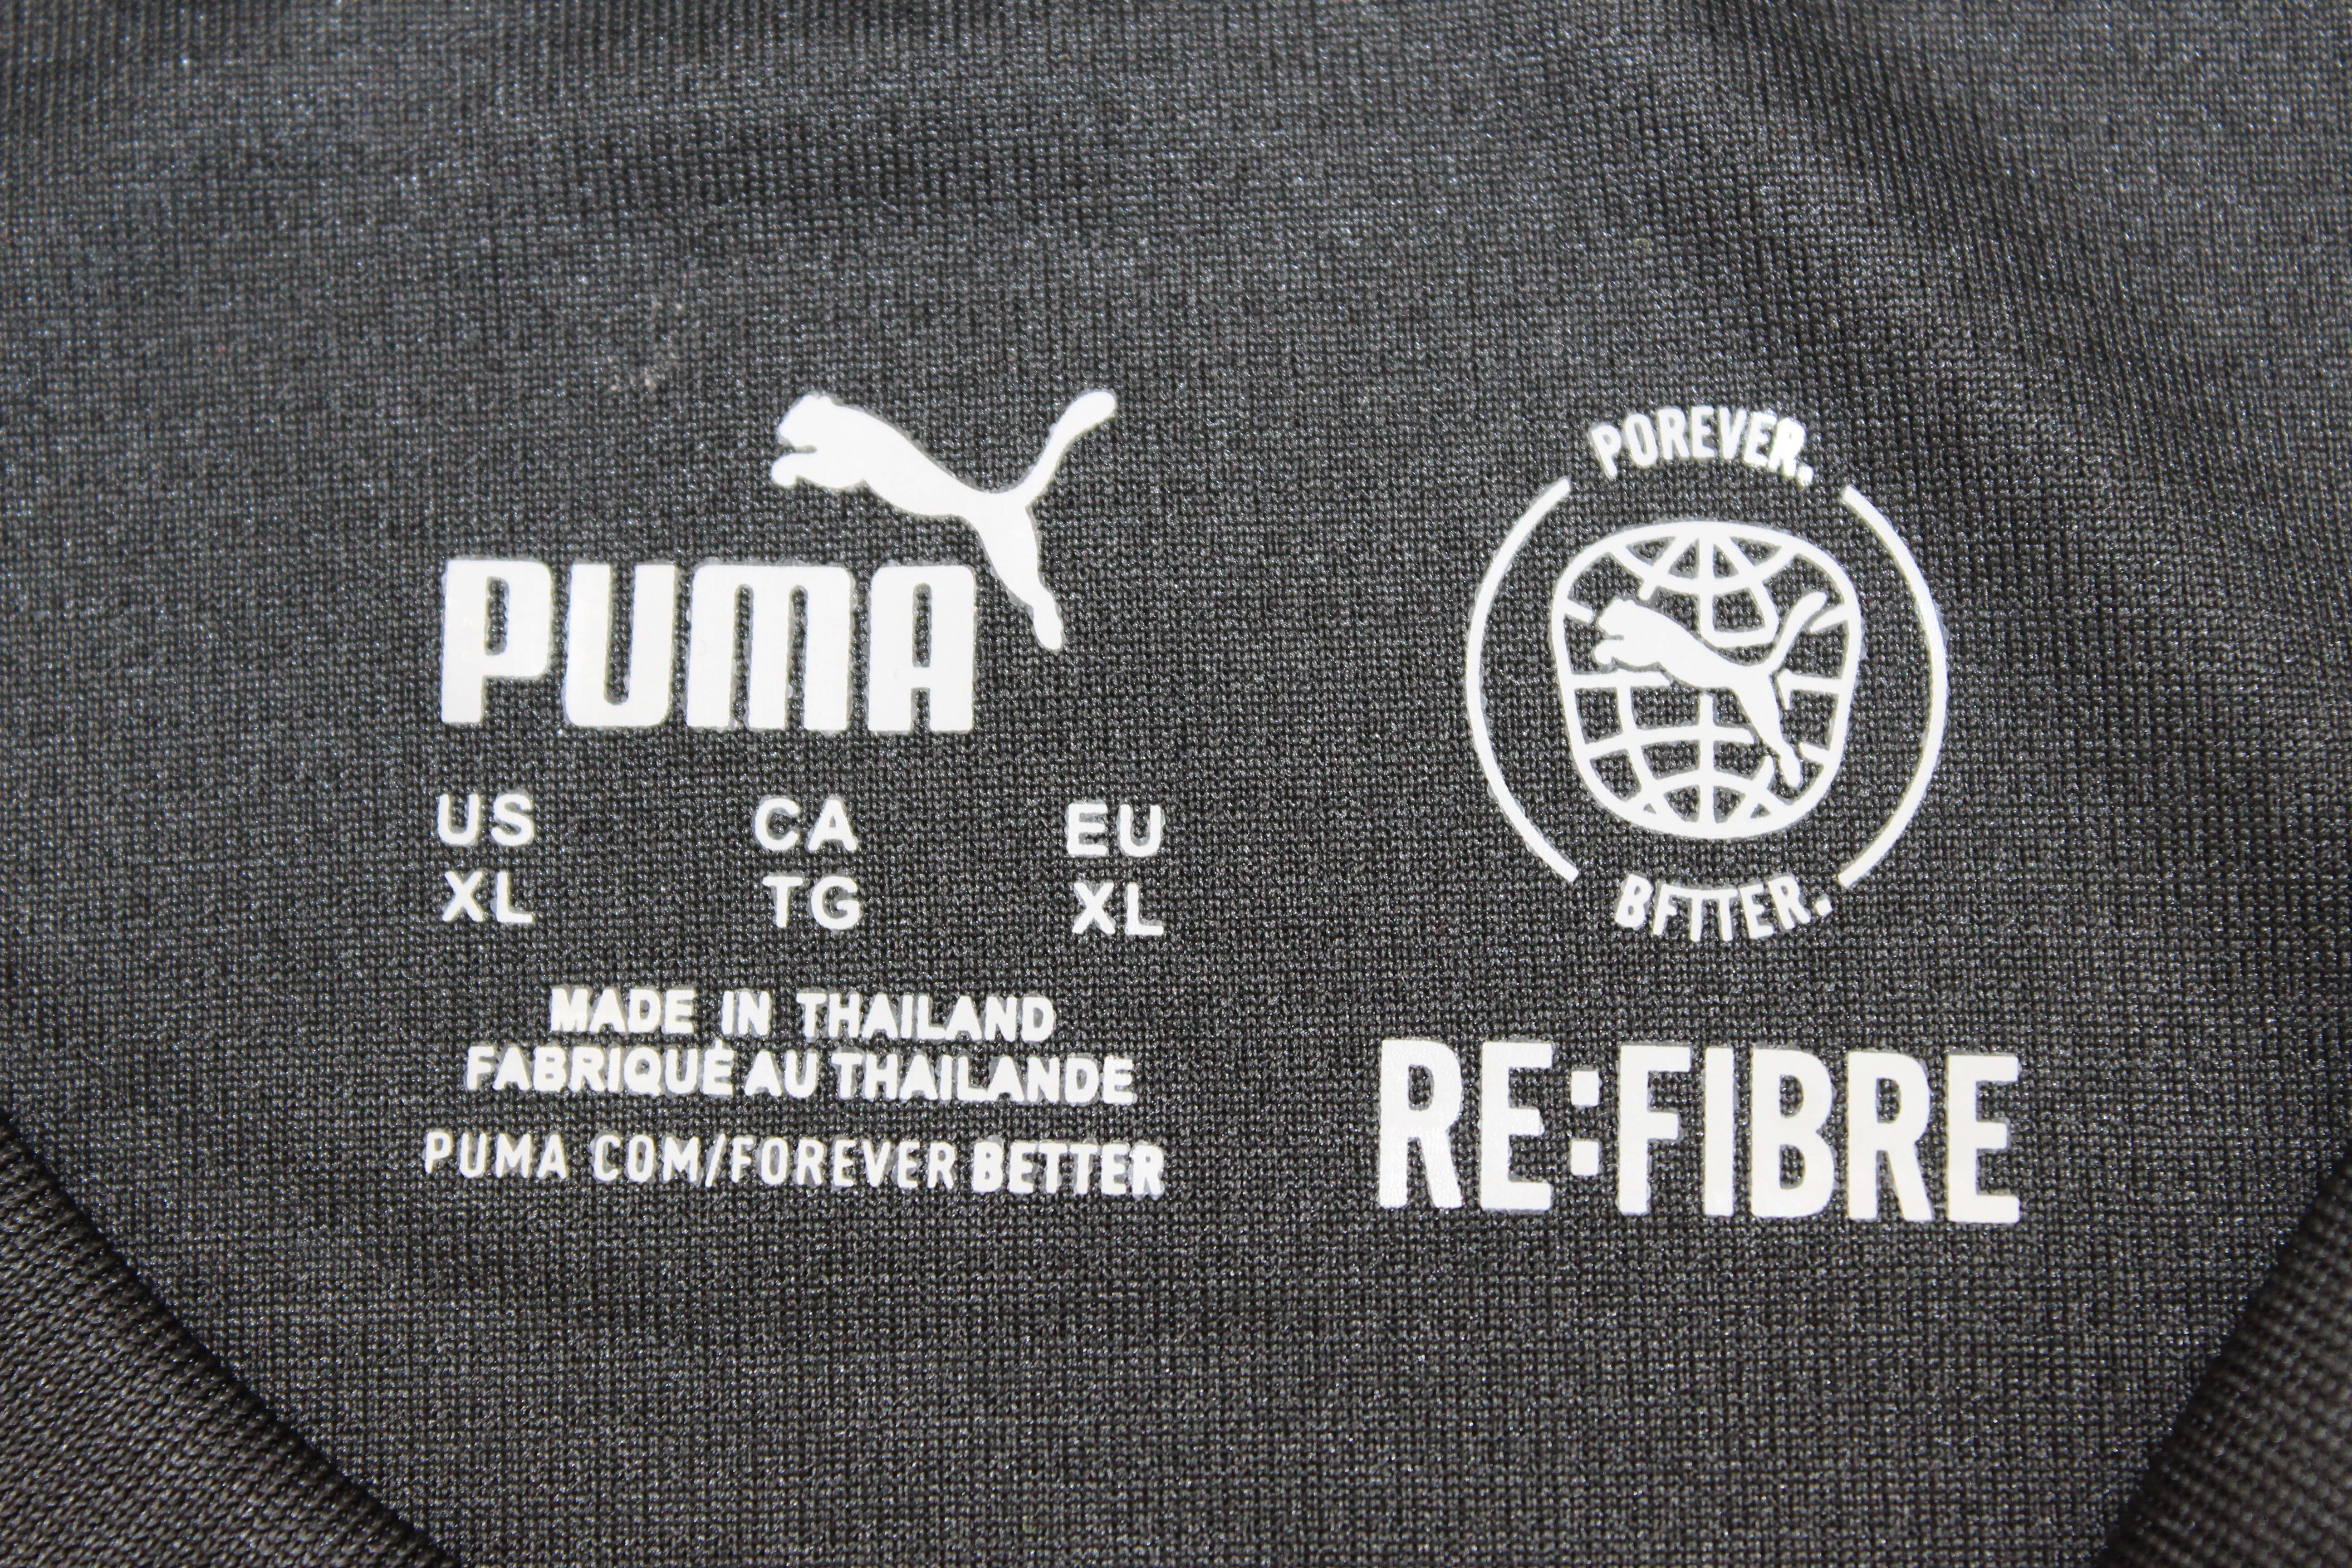 PUMA
US CA EU
XL TG XL
MADE IN THAILAND
FABRIQUÉ AU THAILANDE
PUMA COM/FOREVER BETTER
POREVER.
BFTTER.
RE:FIBRE